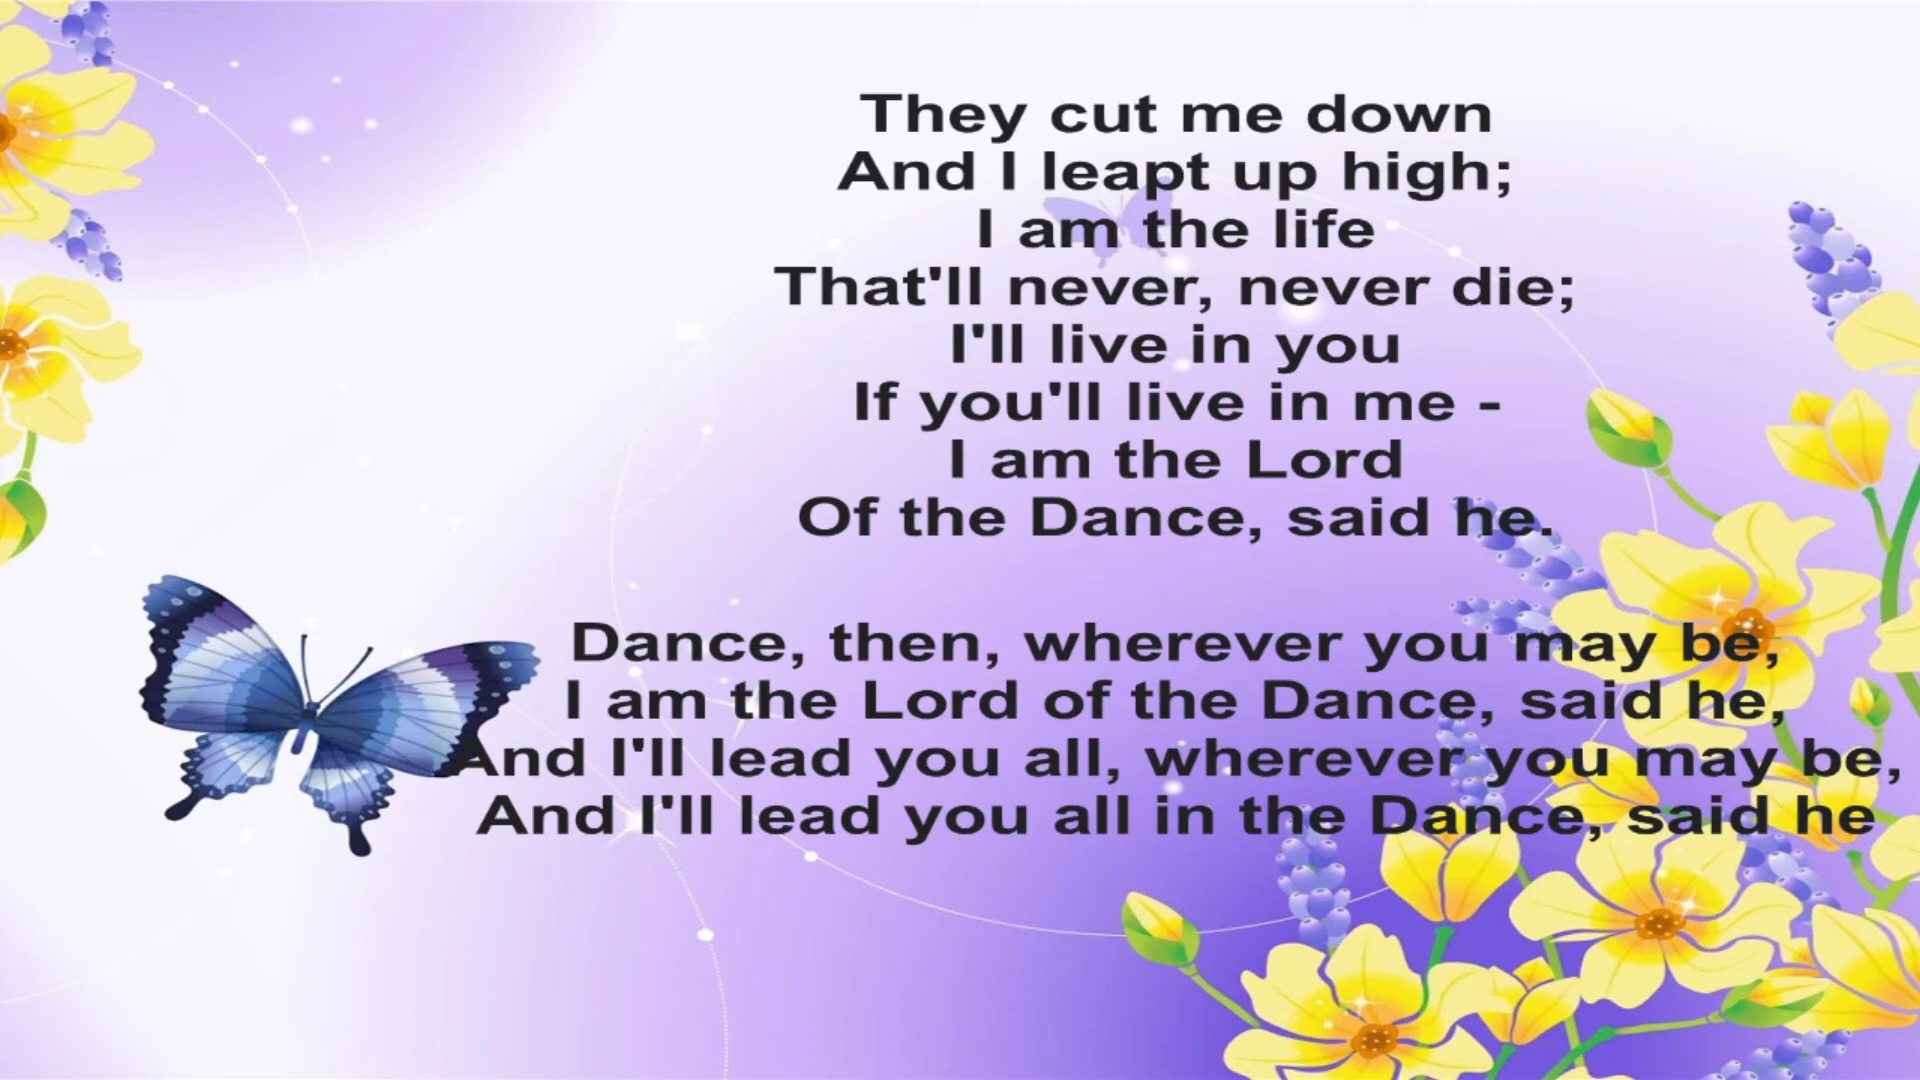 They cut me down
And I leapt up high;
I am the life
That'll never, never die;
I'll live in you
If you'll live in me -
I am the Lord
Of the Dance, said he.
Dance, then, wherever you may be,
I am the Lord of the Dance, said he,
And I'll lead you all, wherever you may be,
And I'll lead you all in the Dance, said he